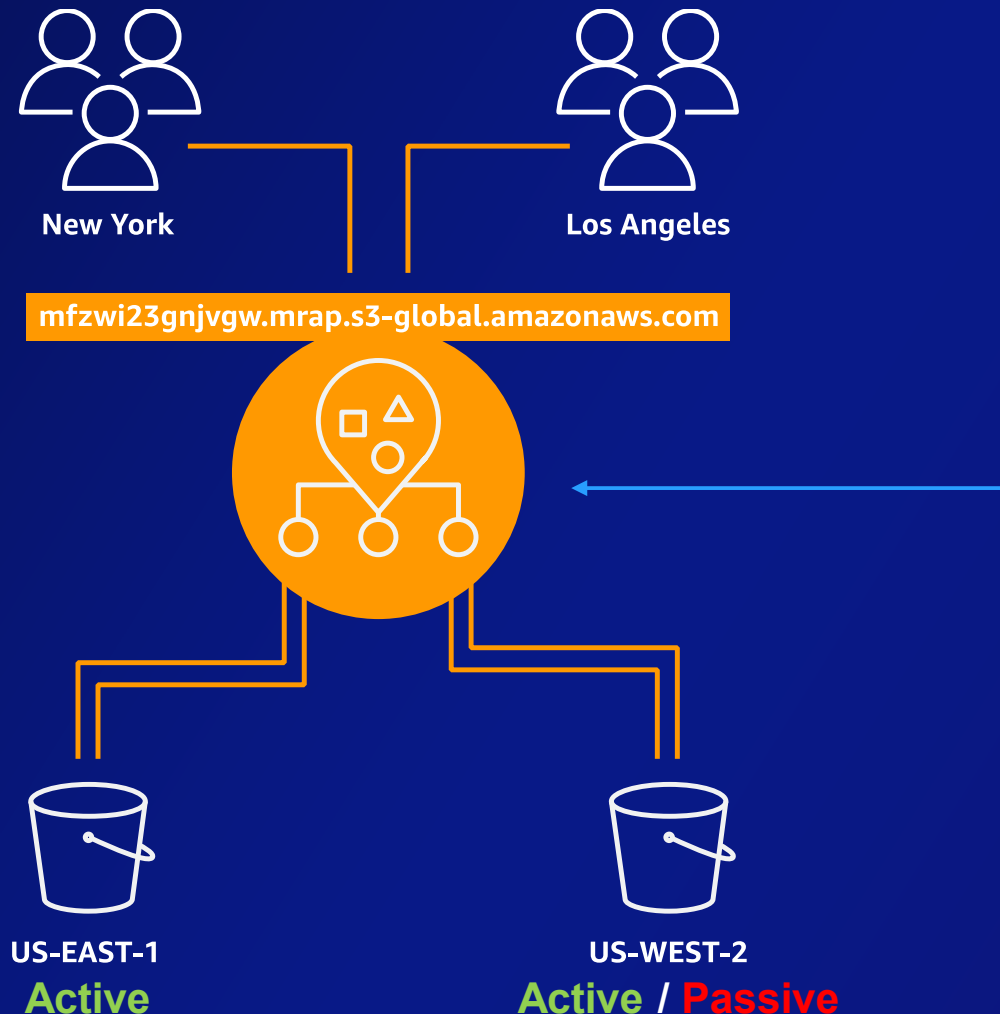 New York
Los Angeles
mfzwi23gnjvgw.mrap.s3-global.amazonaws.com
US-EAST-1
US-WEST-2
Active
Active / Passive